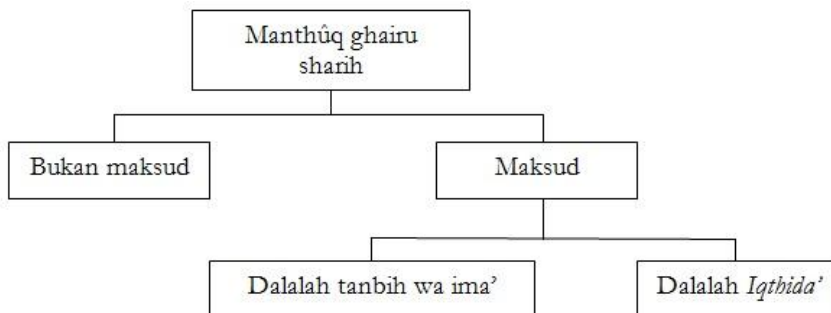 Manthûq ghairu
sharih
Bukan maksud
Maksud
Dalalah tanbih wa ima’
Dalalah Iqthida’